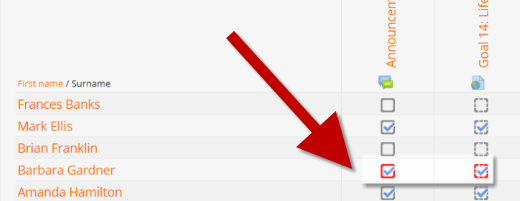 Announcem
Goal 14: Life
First name / Surname
Frances Banks
Mark Ellis
Brian Franklin
Barbara Gardner
Amanda Hamilton